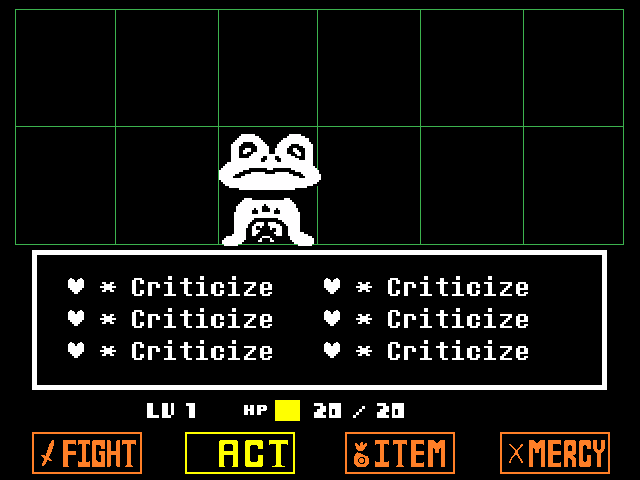 * Criticize * Criticize
* Criticize * Criticize
* Criticize * Criticize
LV 1 HP 20 / 20
FIGHT ACT ITEM MERCY